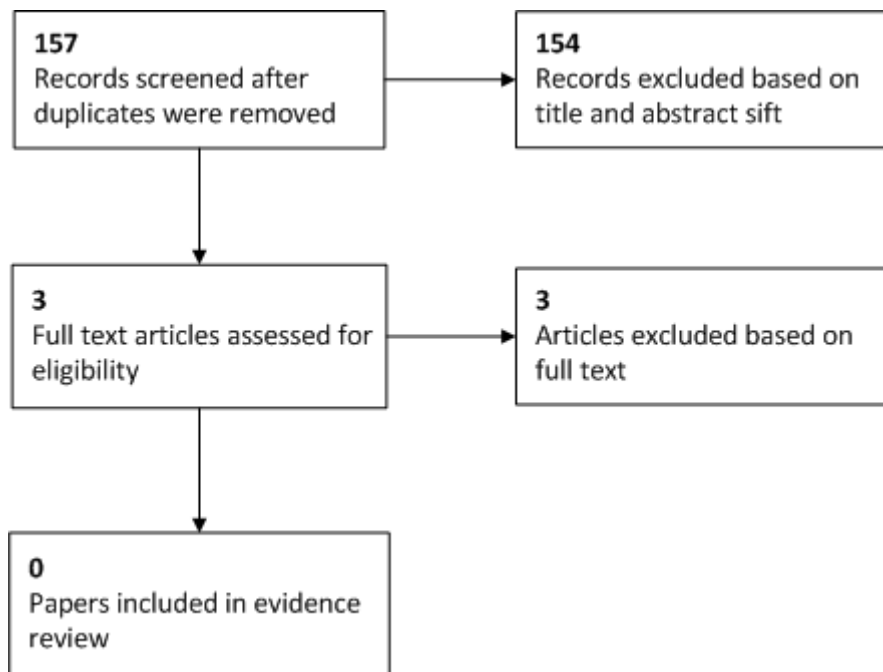 157
Records screened after
duplicates were removed
154
Records excluded based on
title and abstract sift
3
Full text articles assessed for
eligibility
3
Articles excluded based on
full text
0
Papers included in evidence
review